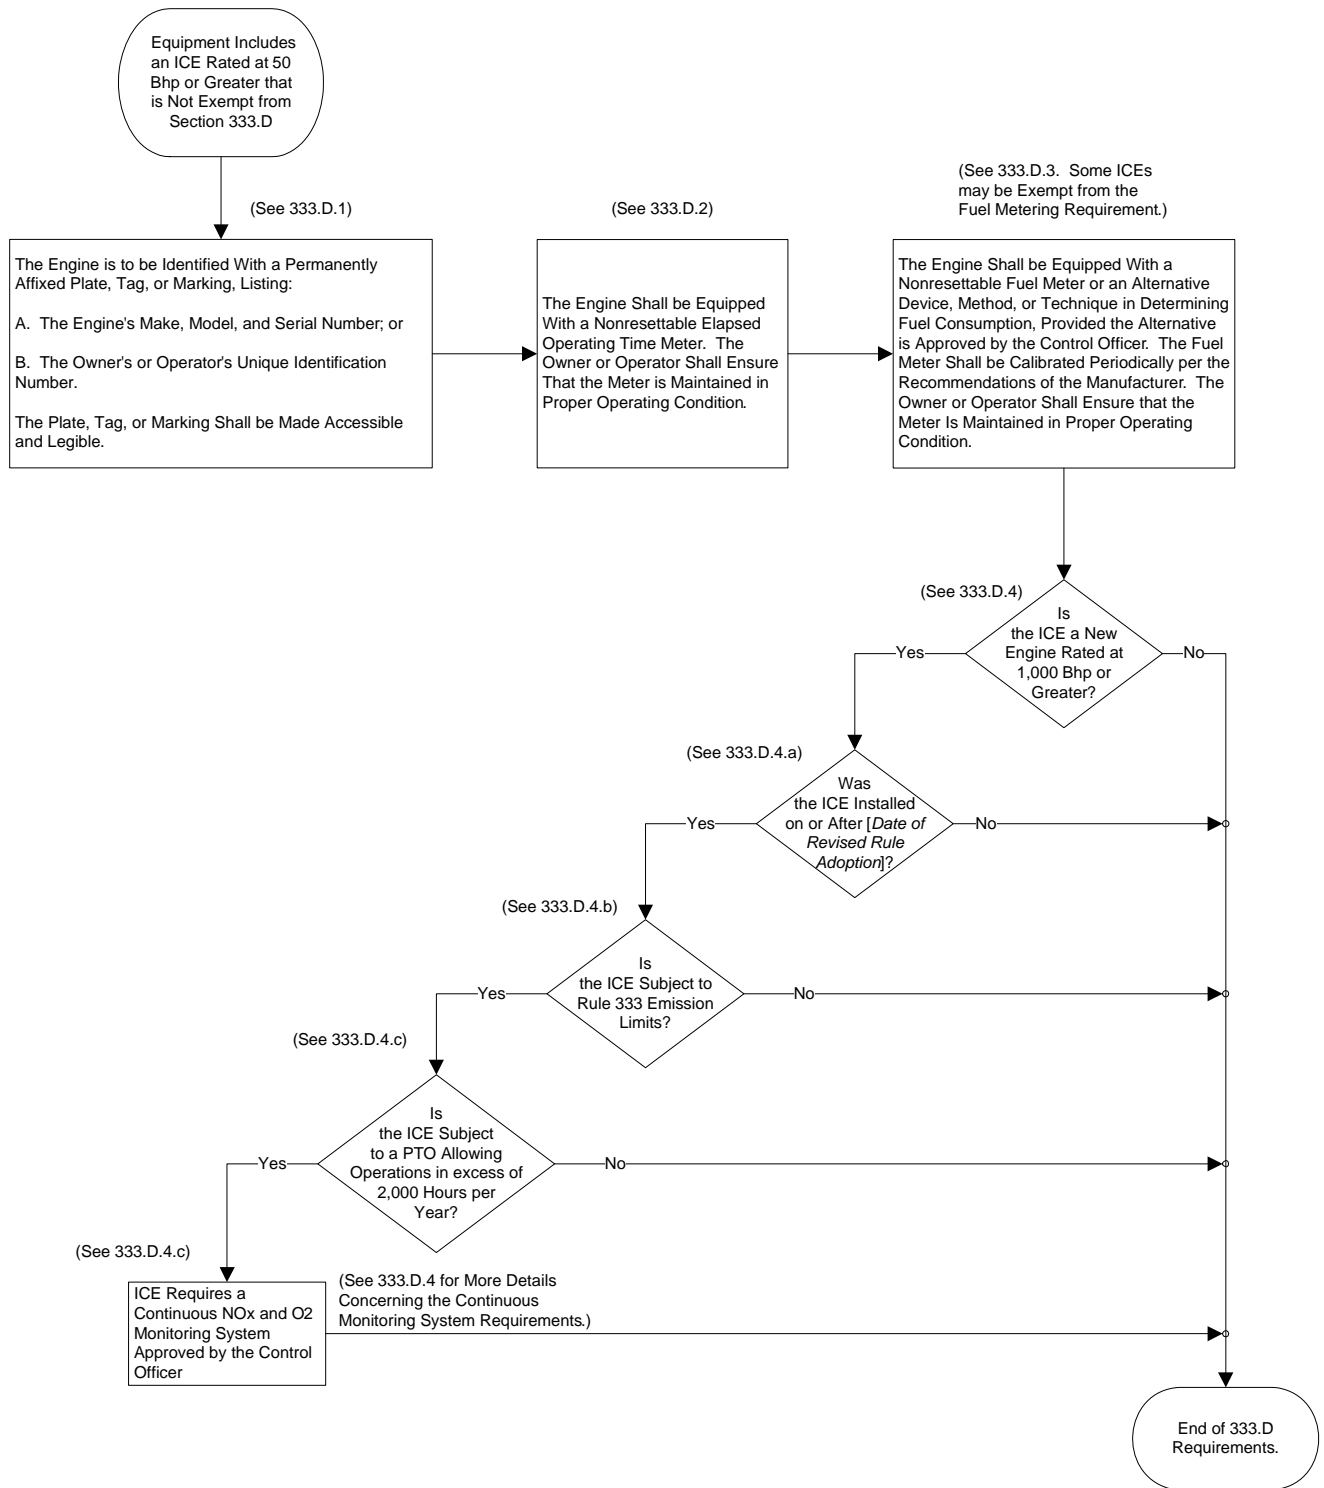 Equipment Includes
an ICE Rated at 50
Bhp or Greater that
is Not Exempt from
Section 333.D
(See 333.D.1)
The Engine is to be Identified With a Permanently
Affixed Plate, Tag, or Marking, Listing:
A.  The Engine's Make, Model, and Serial Number; or
B.  The Owner's or Operator's Unique Identification
Number.
The Plate, Tag, or Marking Shall be Made Accessible
and Legible.
(See 333.D.2)
The Engine Shall be Equipped
With a Nonresettable Elapsed
Operating Time Meter.  The
Owner or Operator Shall Ensure
That the Meter is Maintained in
Proper Operating Condition.
(See 333.D.3.  Some ICEs
may be Exempt from the
Fuel Metering Requirement.)
The Engine Shall be Equipped With a
Nonresettable Fuel Meter or an Alternative
Device, Method, or Technique in Determining
Fuel Consumption, Provided the Alternative
is Approved by the Control Officer.  The Fuel
Meter Shall be Calibrated Periodically per the
Recommendations of the Manufacturer.  The
Owner or Operator Shall Ensure that the
Meter Is Maintained in Proper Operating
Condition.
(See 333.D.4)
Is
the ICE a New
Engine Rated at
1,000 Bhp or
Greater?
Yes
No
(See 333.D.4.a)
Was
the ICE Installed
on or After [Date of
Revised Rule
Adoption]?
Yes
No
(See 333.D.4.b)
Is
the ICE Subject to
Rule 333 Emission
Limits?
Yes
No
(See 333.D.4.c)
Is
the ICE Subject
to a PTO Allowing
Operations in excess of
2,000 Hours per
Year?
Yes
No
(See 333.D.4.c)
ICE Requires a
Continuous NOx and O2
Monitoring System
Approved by the Control
Officer
(See 333.D.4 for More Details
Concerning the Continuous
Monitoring System Requirements.)
End of 333.D
Requirements.